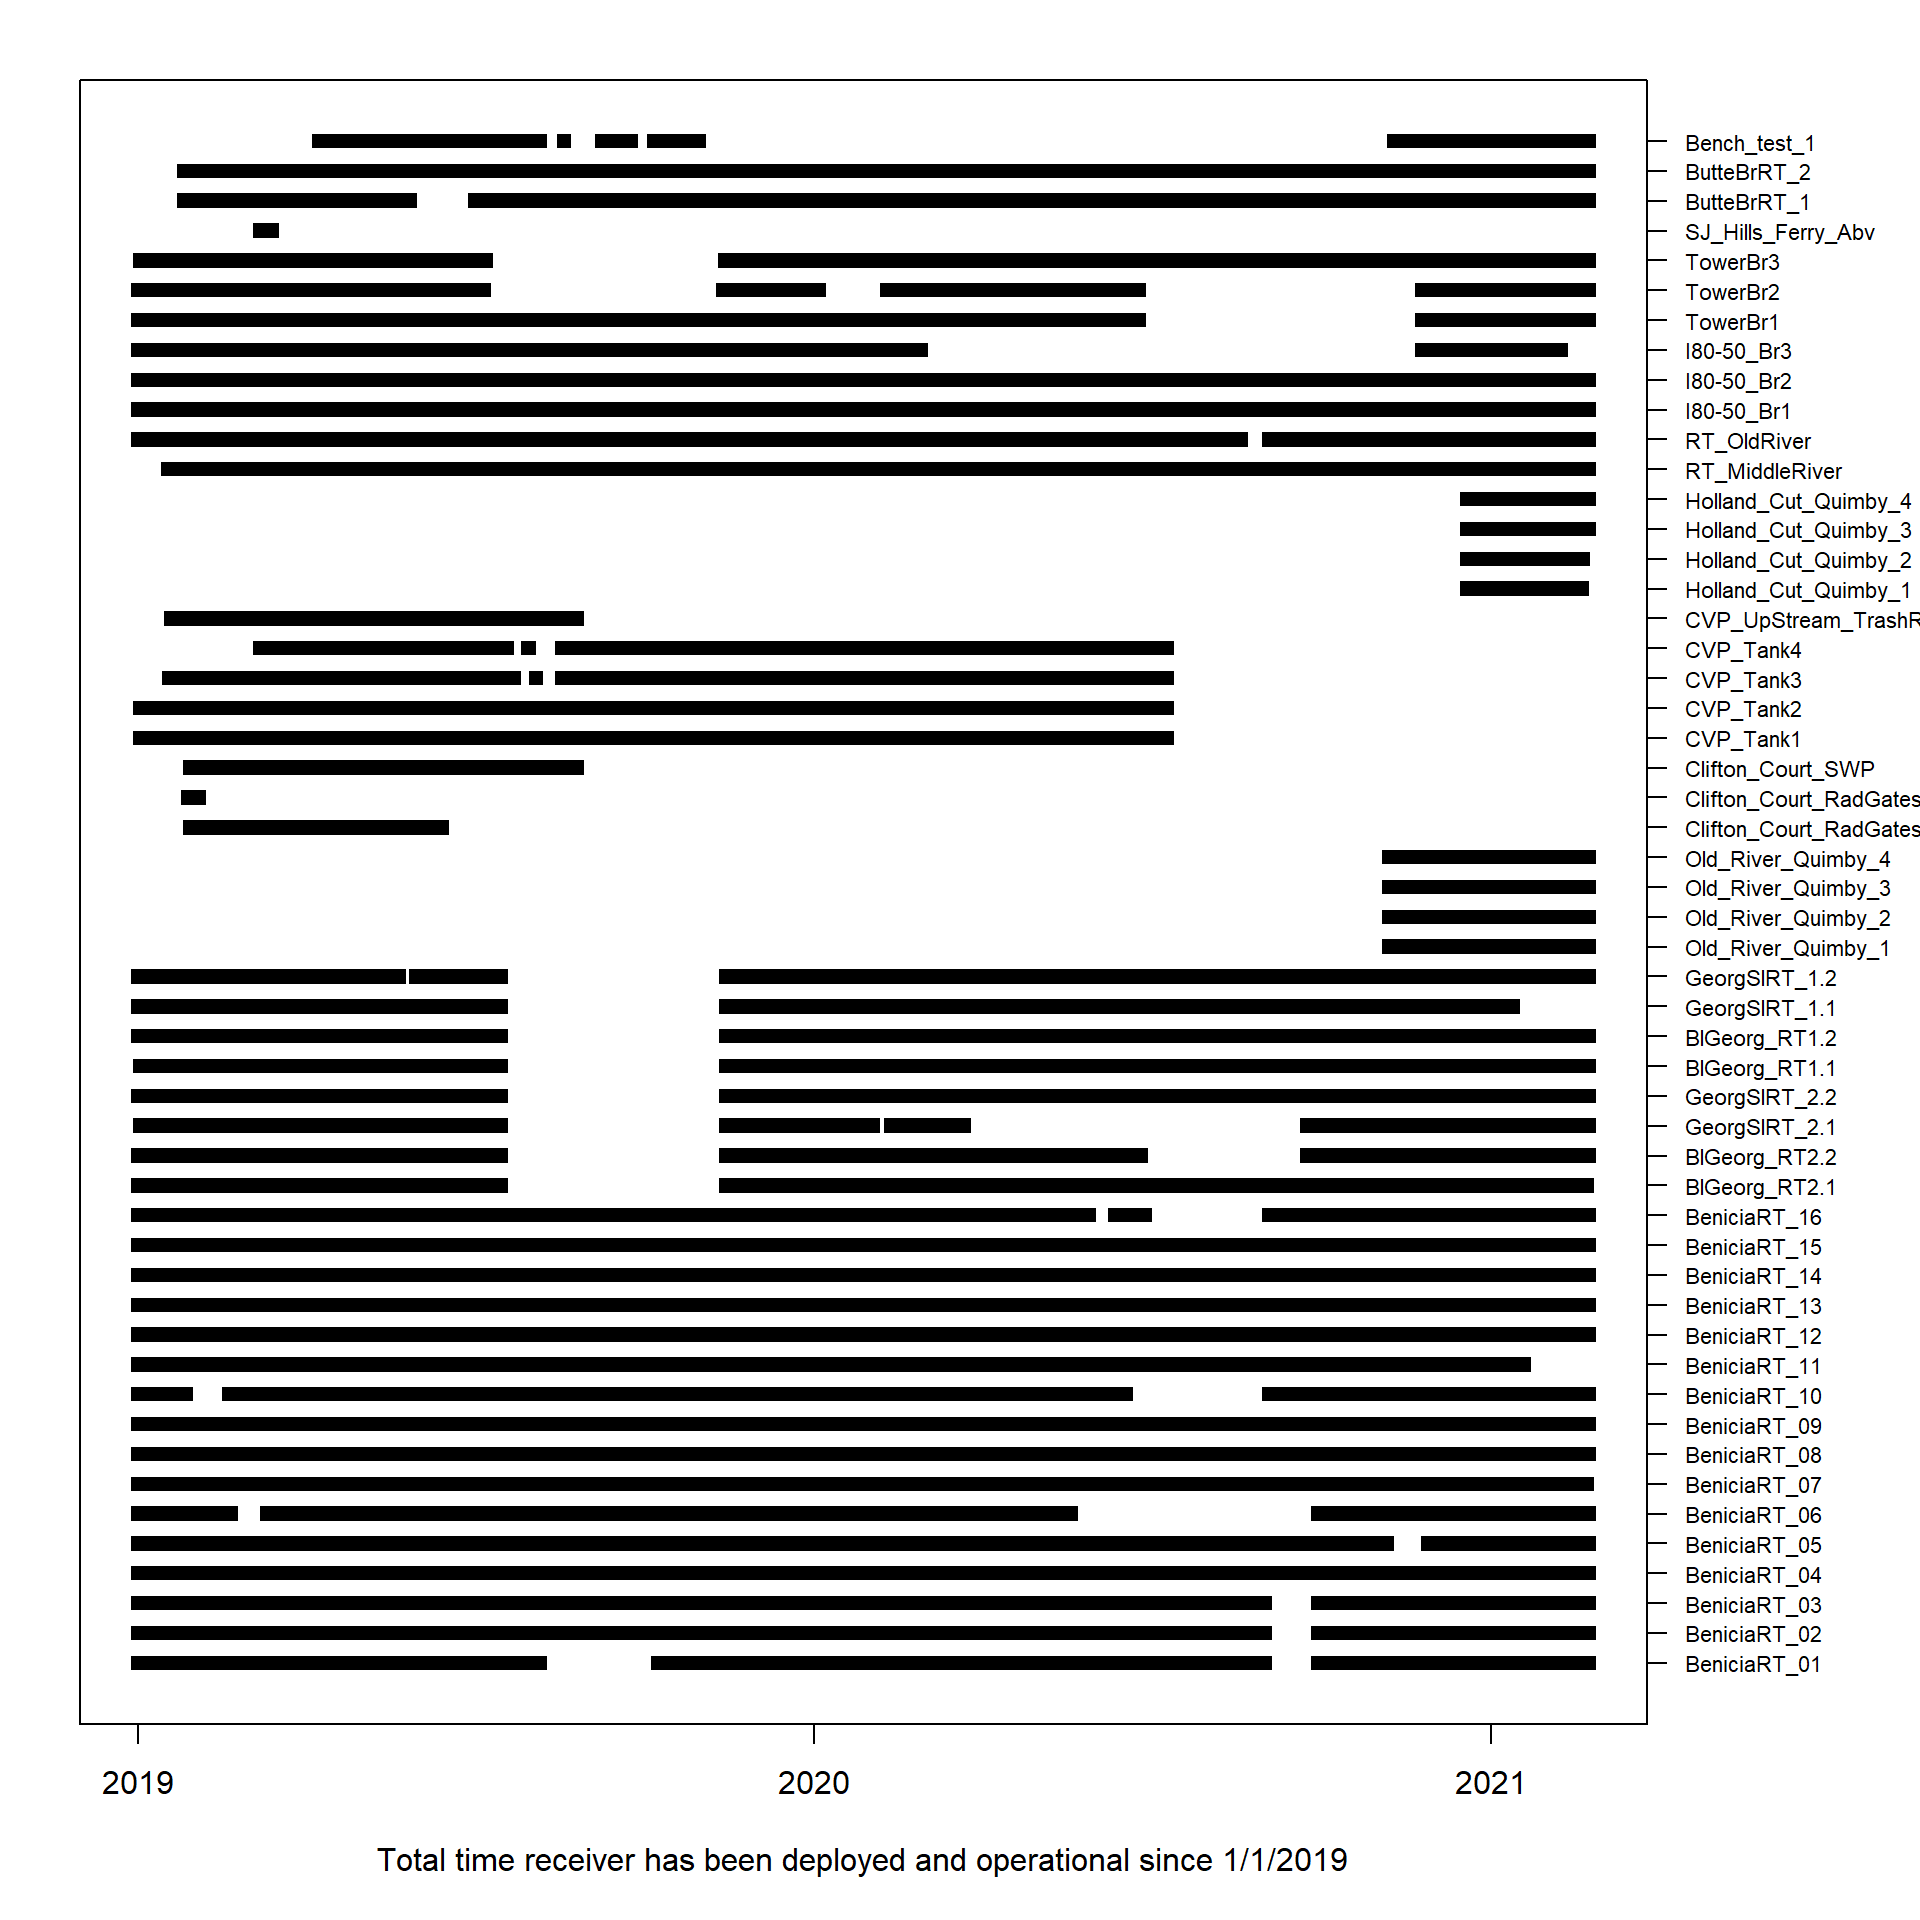 Bench_test_1
ButteBrRT_2
ButteBrRT_1
SJ_Hills_Ferry_Abv
TowerBr3
TowerBr2
TowerBr1
I80-50_Br3
I80-50_Br2
I80-50_Br1
RT_OldRiver
RT_MiddleRiver
Holland_Cut_Quimby_4
Holland_Cut_Quimby_3
Holland_Cut_Quimby_2
Holland_Cut_Quimby_1
CVP_UpStream_TrashR
CVP_Tank4
CVP_Tank3
CVP_Tank2
CVP_Tank1
Clifton_Court_SWP
Clifton_Court_RadGates
Clifton_Court_RadGates
Old_River_Quimby_4
Old_River_Quimby_3
Old_River_Quimby_2
Old_River_Quimby_1
GeorgSlRT_1.2
GeorgSlRT_1.1
BlGeorg_RT1.2
BlGeorg_RT1.1
GeorgSlRT_2.2
GeorgSlRT_2.1
BlGeorg_RT2.2
BlGeorg_RT2.1
BeniciaRT_16
BeniciaRT_15
BeniciaRT_14
BeniciaRT_13
BeniciaRT_12
BeniciaRT_11
BeniciaRT_10
BeniciaRT_09
BeniciaRT_08
BeniciaRT_07
BeniciaRT_06
BeniciaRT_05
BeniciaRT_04
BeniciaRT_03
BeniciaRT_02
BeniciaRT_01
2019 2020 2021
Total time receiver has been deployed and operational since 1/1/2019